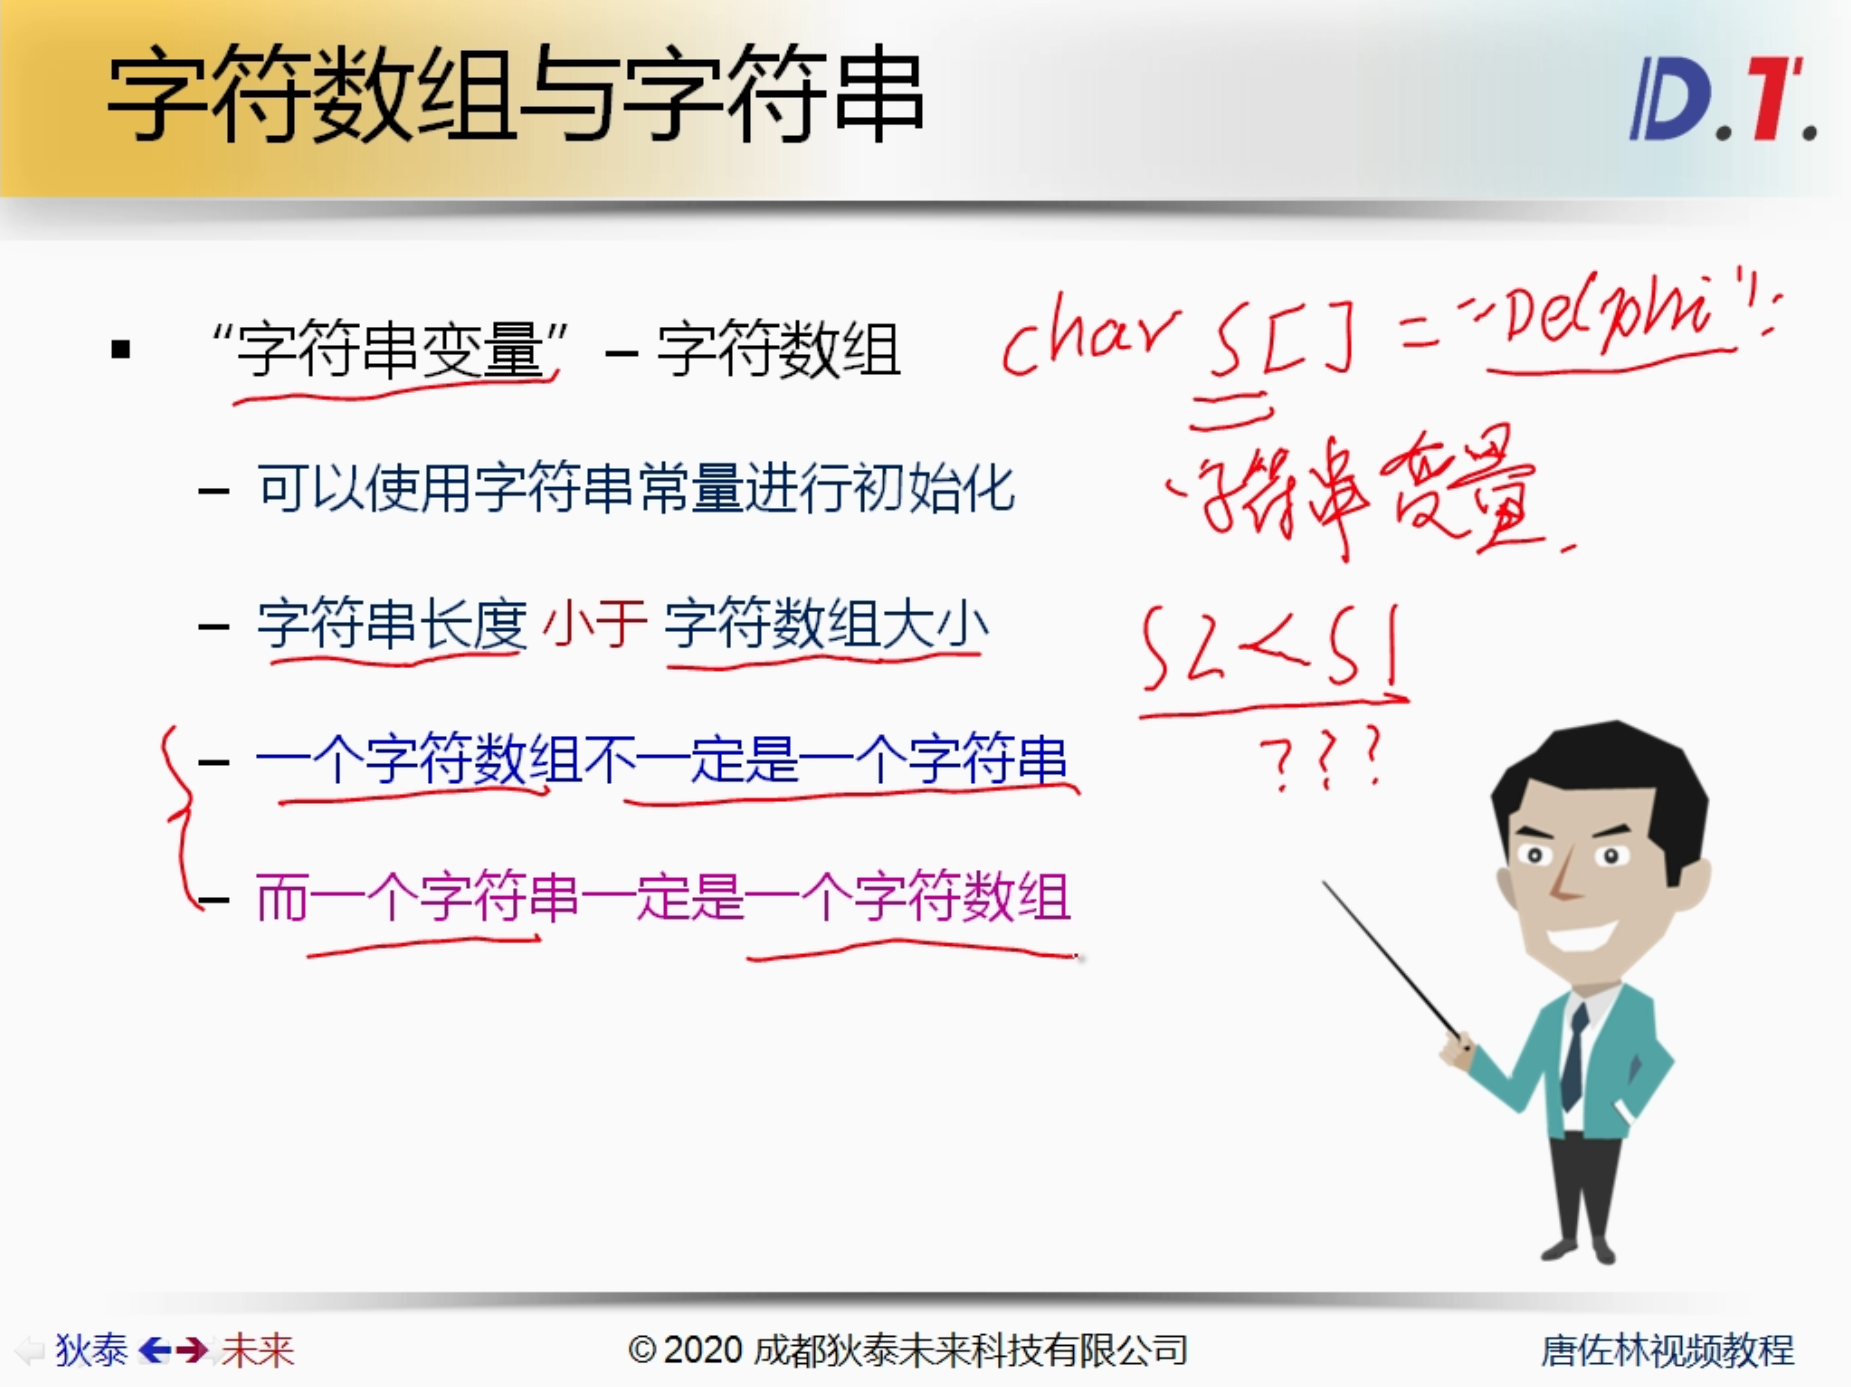 字符数组与字符串
D.T.
▪ “字符串变量” – 字符数组
char s[] = "Delphi";
– 可以使用字符串常量进行初始化
字符串变量.
– 字符串长度 小于 字符数组大小
S2<S1
???
– 一个字符数组不一定是一个字符串
– 而一个字符串一定是一个字符数组
狄泰 未来
© 2020 成都狄泰未来科技有限公司
唐佐林视频教程